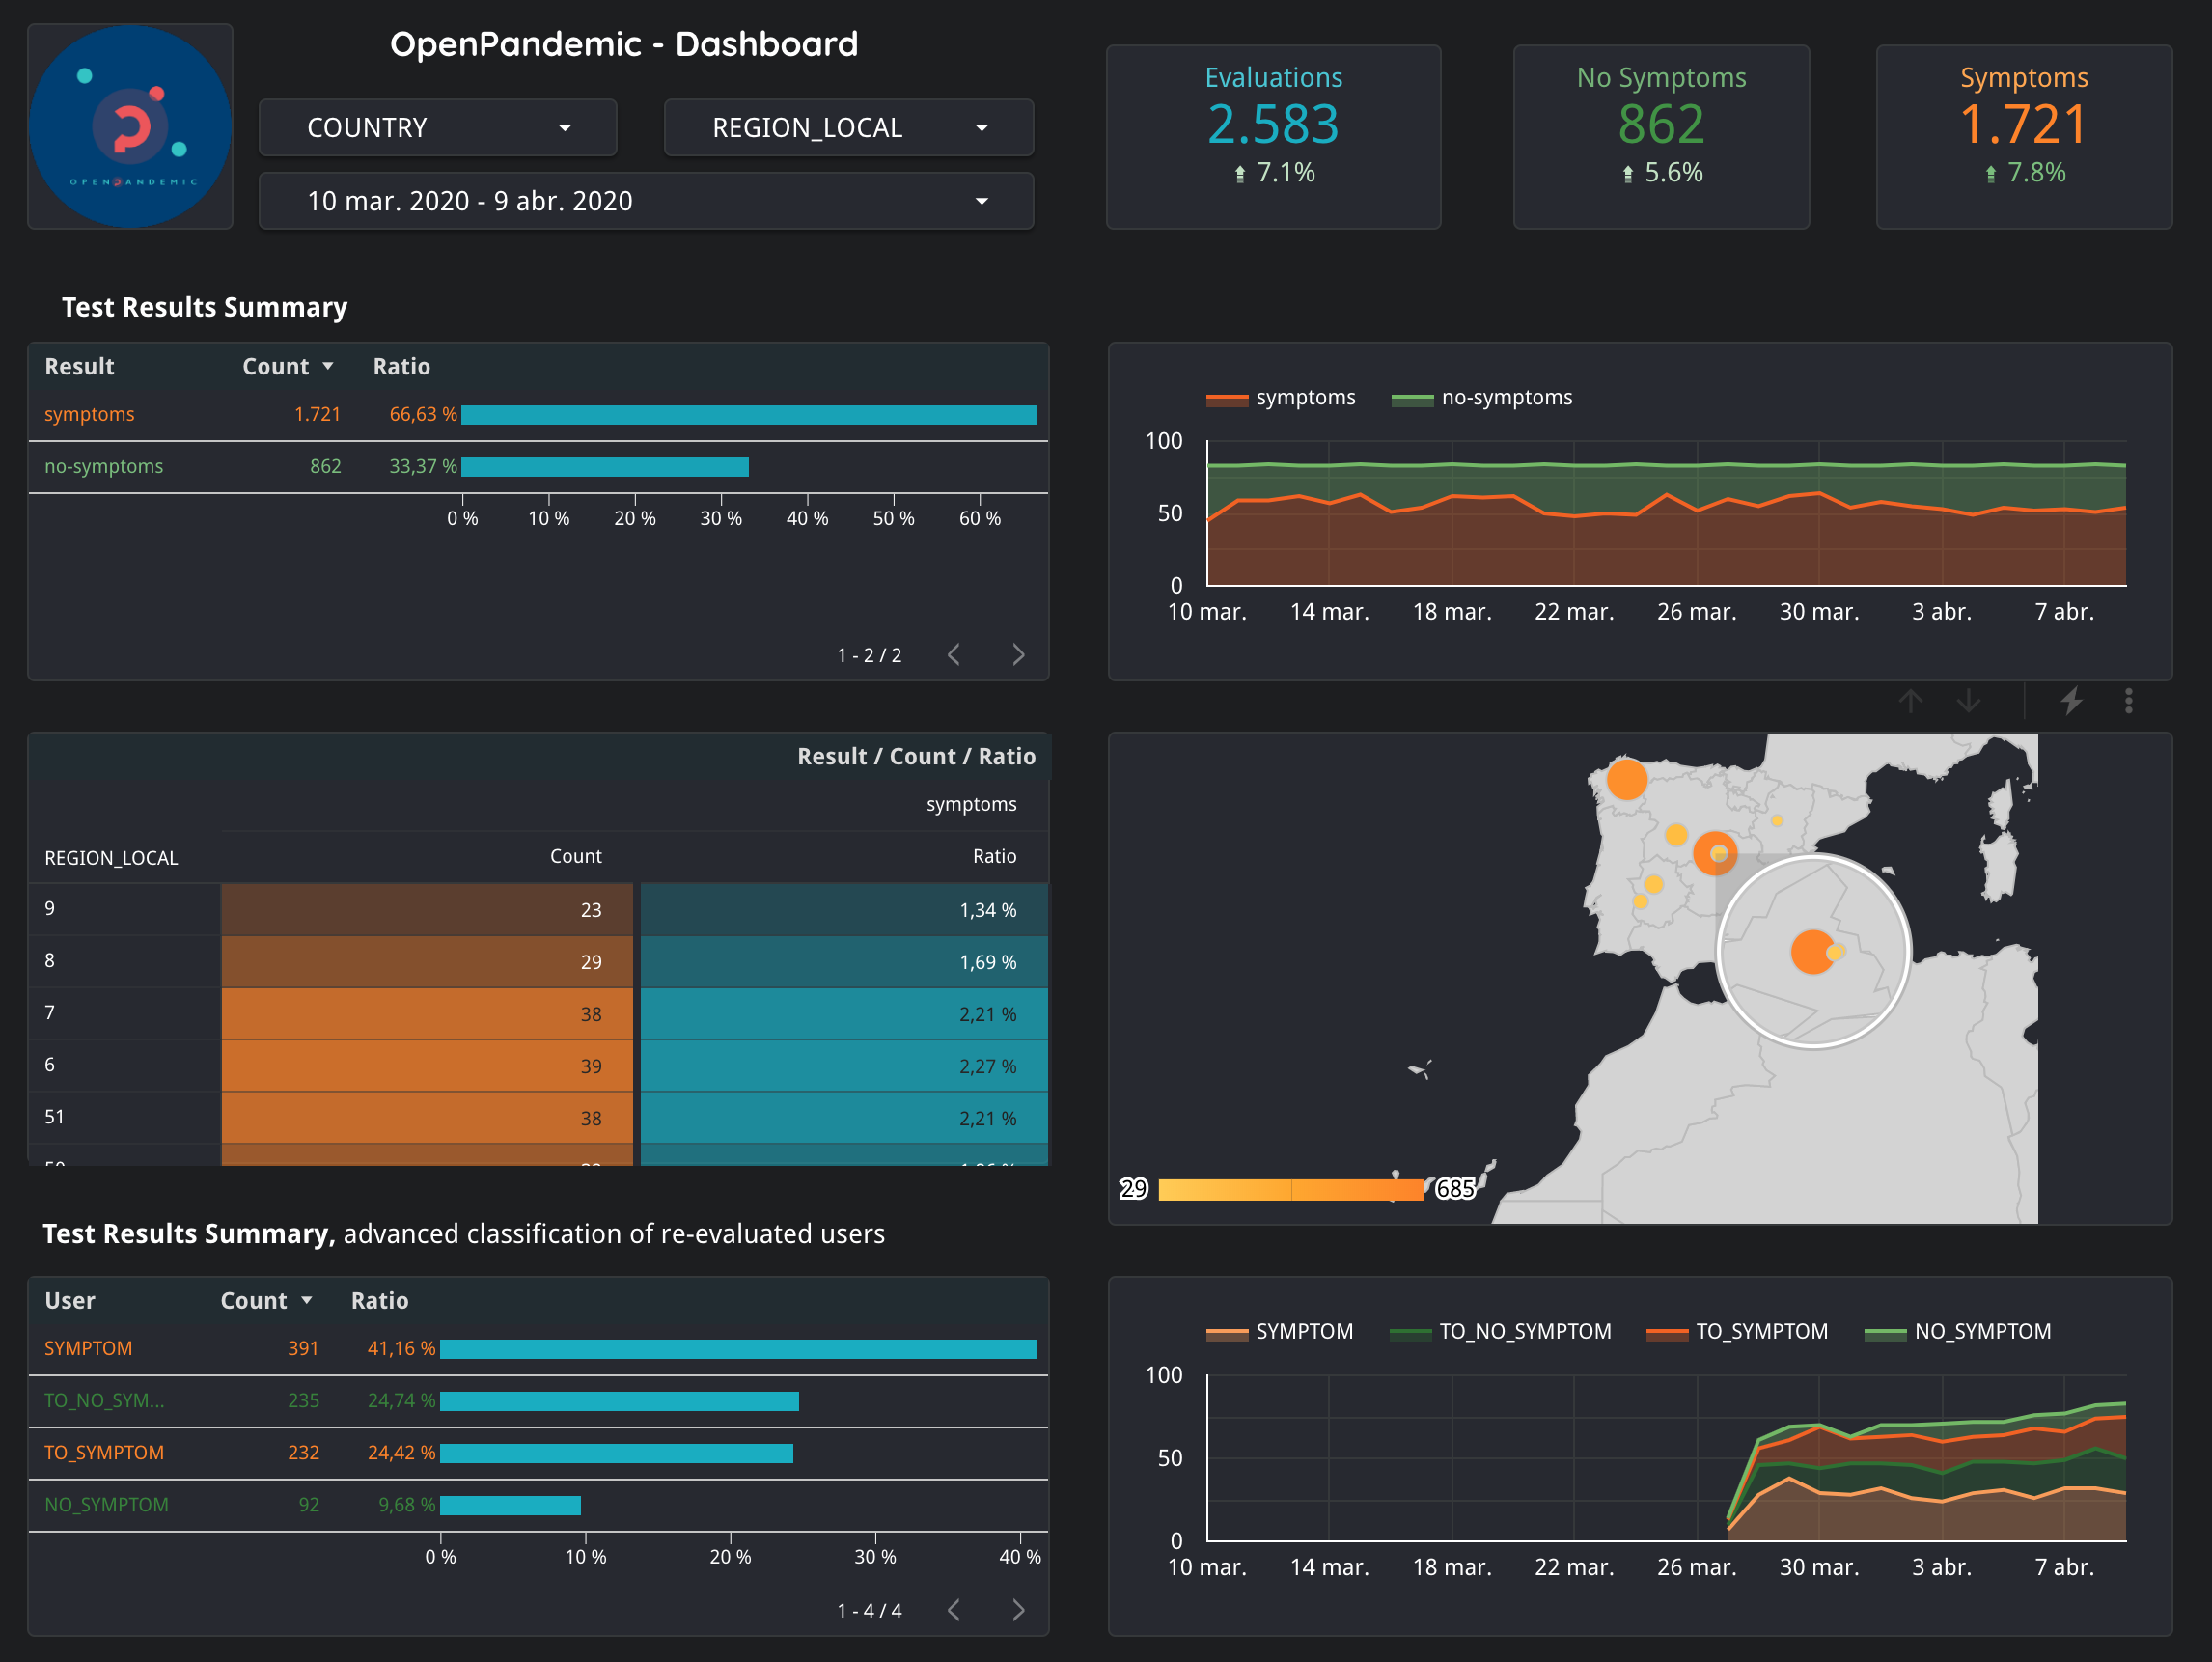 OPENPANDEMIC
OpenPandemic - Dashboard
COUNTRY
REGION_LOCAL
10 mar. 2020 - 9 abr. 2020
Evaluations
2.583
7.1%
No Symptoms
862
5.6%
Symptoms
1.721
7.8%
Test Results Summary
Result Count Ratio
symptoms 1.721 66,63 %
no-symptoms 862 33,37 %
0 % 10 % 20 % 30 % 40 % 50 % 60 %
1 - 2 / 2
symptoms no-symptoms
100
50
0
10 mar. 14 mar. 18 mar. 22 mar. 26 mar. 30 mar. 3 abr. 7 abr.
Result / Count / Ratio
symptoms
REGION_LOCAL Count Ratio
9 23 1,34 %
8 29 1,69 %
7 38 2,21 %
6 39 2,27 %
51 38 2,21 %
29 685
Test Results Summary, advanced classification of re-evaluated users
User Count Ratio
SYMPTOM 391 41,16 %
TO_NO_SYM... 235 24,74 %
TO_SYMPTOM 232 24,42 %
NO_SYMPTOM 92 9,68 %
0 % 10 % 20 % 30 % 40 %
1 - 4 / 4
SYMPTOM TO_NO_SYMPTOM TO_SYMPTOM NO_SYMPTOM
100
50
0
10 mar. 14 mar. 18 mar. 22 mar. 26 mar. 30 mar. 3 abr. 7 abr.